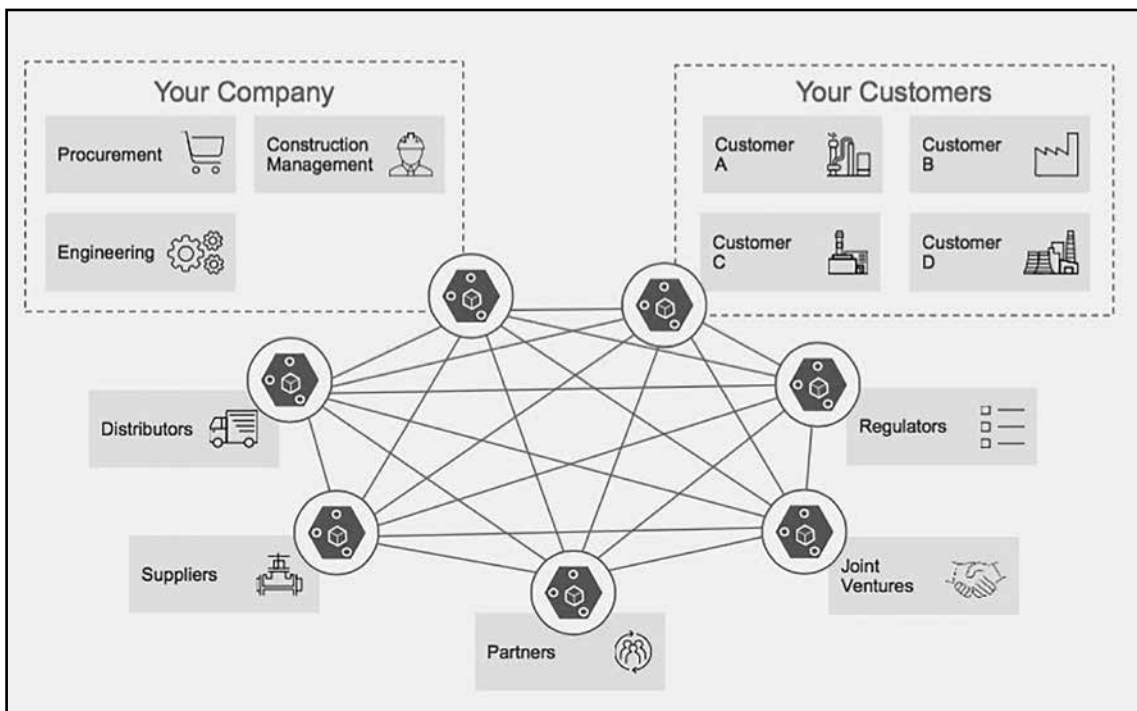 Your Company
Procurement
Construction
Management
Engineering
Your Customers
Customer
A
Customer
B
Customer
C
Customer
D
Distributors
Regulators
Suppliers
Joint
Ventures
Partners